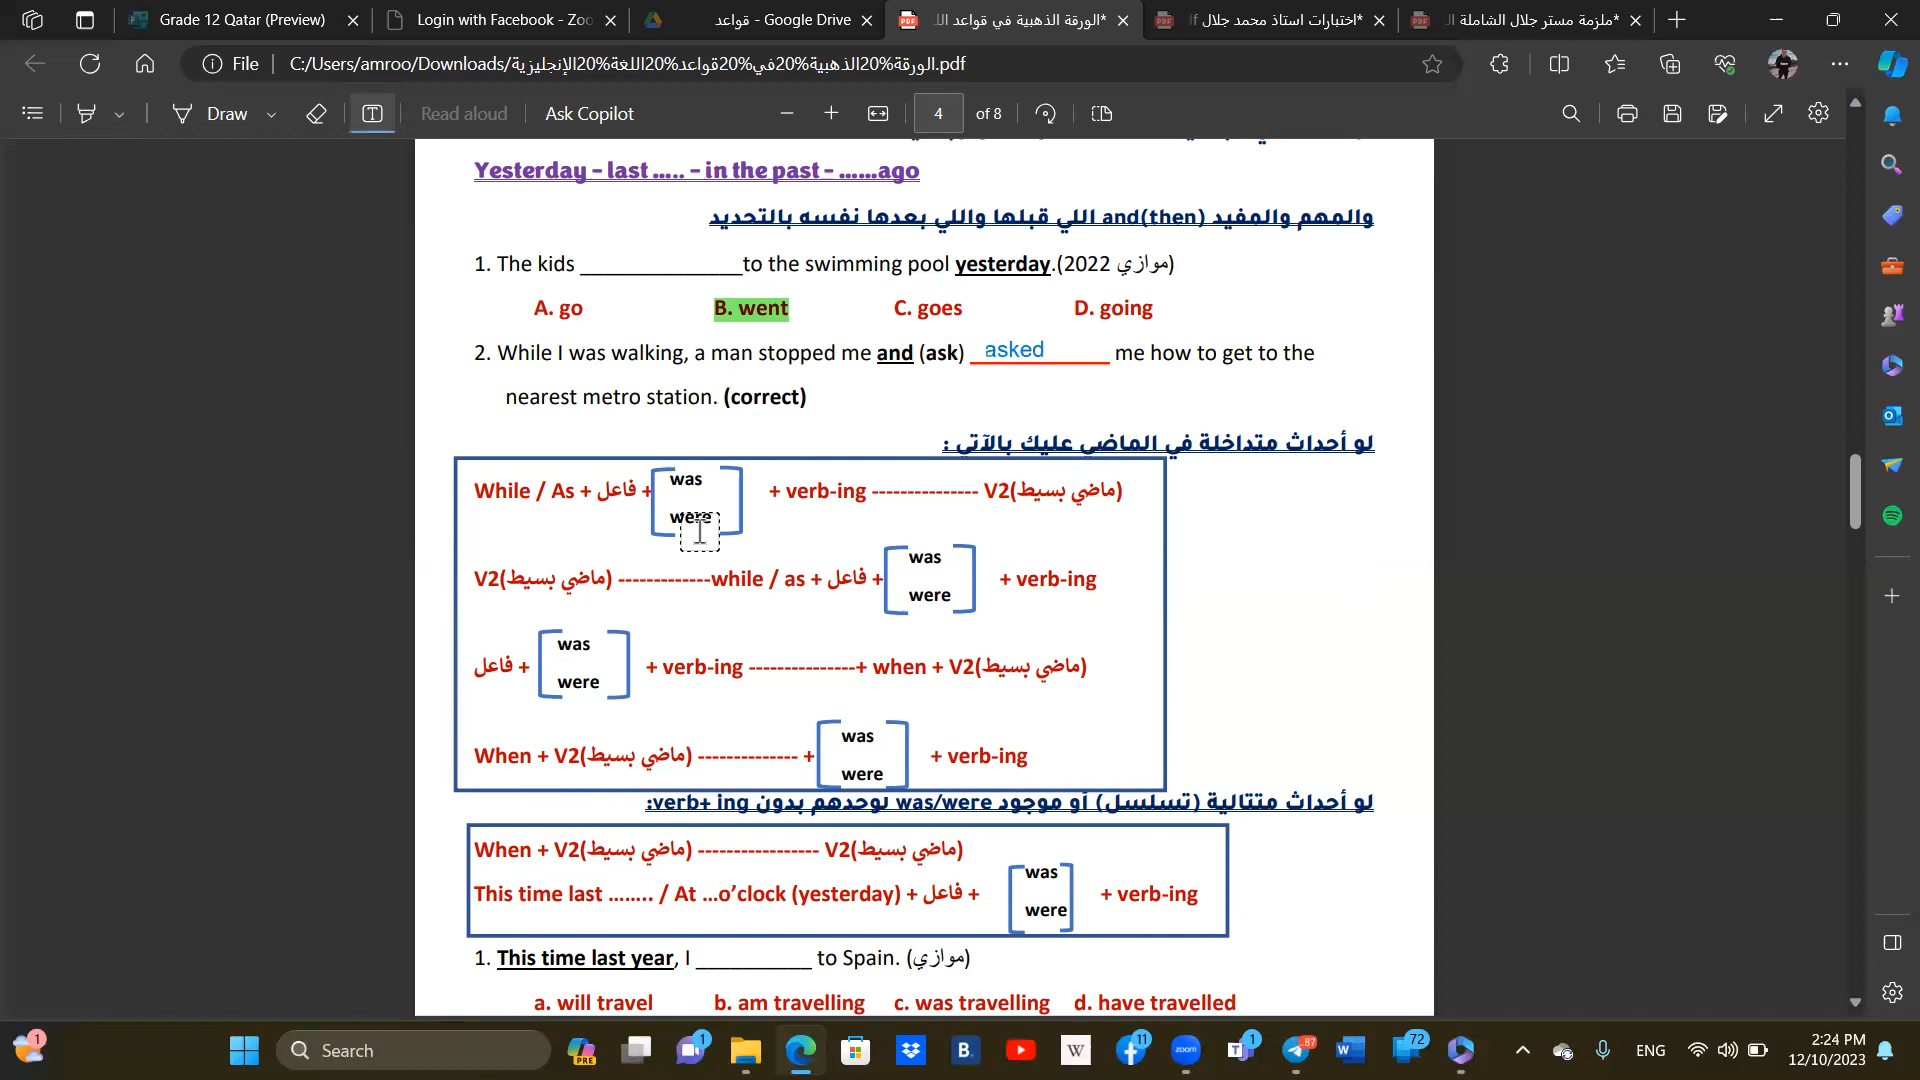 Grade 12 Qatar (Preview)
Login with Facebook - Zoo
قواعد - Google Drive
*الورقة الذهبية في قواعد الل
*اختبارات استاذ محمد جلال f
*ملزمة مستر جلال الشاملة ال
File
C:/Users/amroo/Downloads/الورقة%20الذهبية%20في%20قواعد%20اللغة%20الإنجليزية.pdf
Draw
Read aloud
Ask Copilot
4
of 8
Yesterday – last ..... – in the past – ......ago
والمهم والمفيد and(then) اللي قبلها واللي بعدها نفسه بالتحديد
1. The kids ______________to the swimming pool yesterday.(2022 موازي)
A. go B. went C. goes D. going
2. While I was walking, a man stopped me and (ask) asked me how to get to the
nearest metro station. (correct)
لو أحداث متداخلة في الماضي عليك بالآتي :
While / As + فاعل + was were + verb-ing --------------- V2(ماضي بسيط)
V2(ماضي بسيط) -------------while / as + فاعل + was were + verb-ing
فاعل + was were + verb-ing ---------------+ when + V2(ماضي بسيط)
When + V2(ماضي بسيط) -------------- + was were + verb-ing
لو أحداث متتالية (تسلسل) أو موجود was/were لوحدهم بدون verb+ ing:
When + V2(ماضي بسيط) ----------------- V2(ماضي بسيط)
This time last ........ / At ...o’clock (yesterday) + فاعل + was were + verb-ing
1. This time last year, I __________ to Spain. (موازي)
a. will travel b. am travelling c. was travelling d. have travelled
Search
PRE
1
B.
W
11
zoom
1
.87
W
72
ENG
2:24 PM
12/10/2023